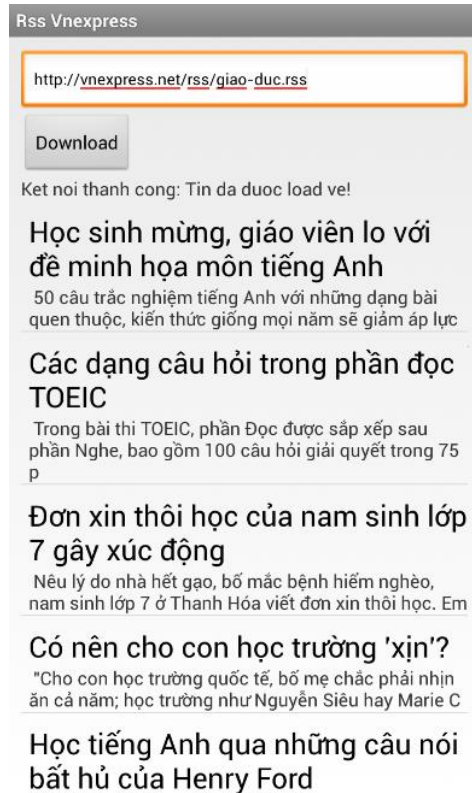 Rss Vnexpress
http://vnexpress.net/rss/giao-duc.rss
Download
Ket noi thanh cong: Tin da duoc load ve!
Học sinh mừng, giáo viên lo với
đề minh họa môn tiếng Anh
50 câu trắc nghiệm tiếng Anh với những dạng bài
quen thuộc, kiến thức giống mọi năm sẽ giảm áp lực
Các dạng câu hỏi trong phần đọc
TOEIC
Trong bài thi TOEIC, phần Đọc được sắp xếp sau
phần Nghe, bao gồm 100 câu hỏi giải quyết trong 75
p
Đơn xin thôi học của nam sinh lớp
7 gây xúc động
Nêu lý do nhà hết gạo, bố mắc bệnh hiểm nghèo,
nam sinh lớp 7 ở Thanh Hóa viết đơn xin thôi học. Em
Có nên cho con học trường 'xịn'?
"Cho con học trường quốc tế, bố mẹ chắc phải nhịn
ăn cả năm; học trường như Nguyễn Siêu hay Marie C
Học tiếng Anh qua những câu nói
bất hủ của Henry Ford